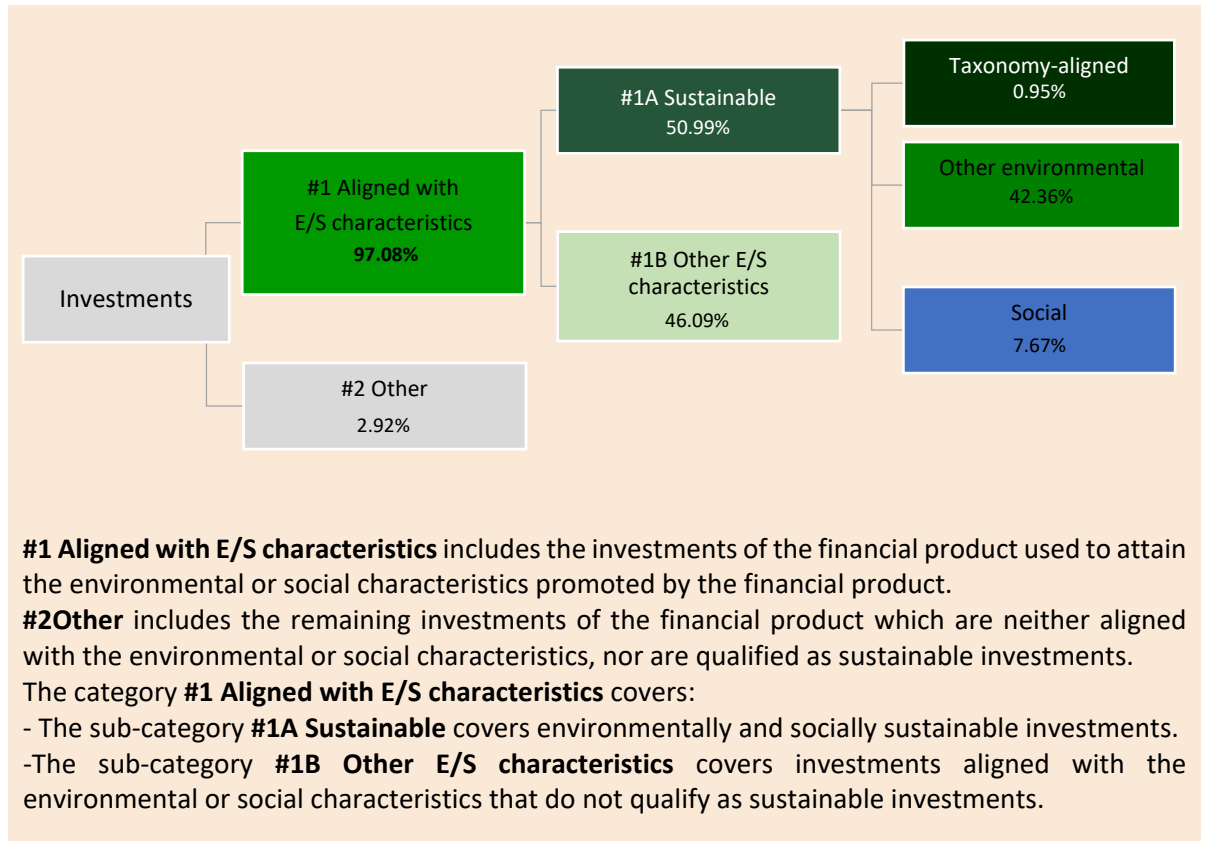 Investments
#1 Aligned with
E/S characteristics
97.08%
#2 Other
2.92%
#1A Sustainable
50.99%
#1B Other E/S
characteristics
46.09%
Taxonomy-aligned
0.95%
Other environmental
42.36%
Social
7.67%
#1 Aligned with E/S characteristics includes the investments of the financial product used to attain
the environmental or social characteristics promoted by the financial product.
#2Other includes the remaining investments of the financial product which are neither aligned
with the environmental or social characteristics, nor are qualified as sustainable investments.
The category #1 Aligned with E/S characteristics covers:
- The sub-category #1A Sustainable covers environmentally and socially sustainable investments.
-The sub-category #1B Other E/S characteristics covers investments aligned with the
environmental or social characteristics that do not qualify as sustainable investments.